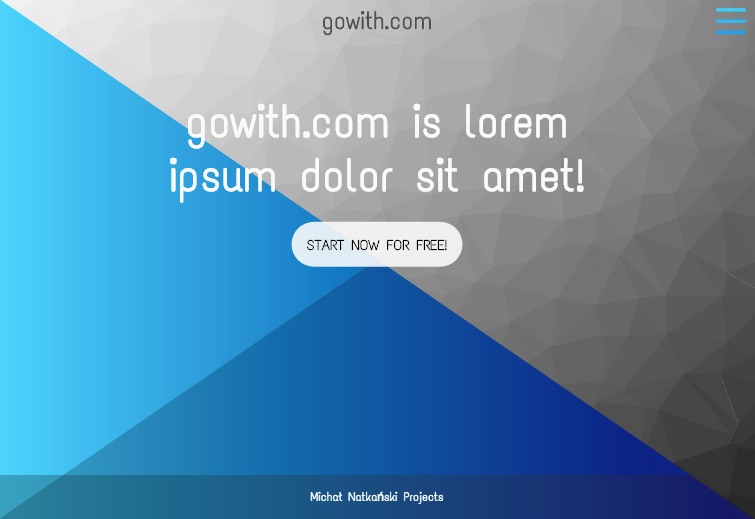 gowith.com
gowith.com is lorem
ipsum dolor sit amet!
START NOW FOR FREE!
Michał Natkański Projects